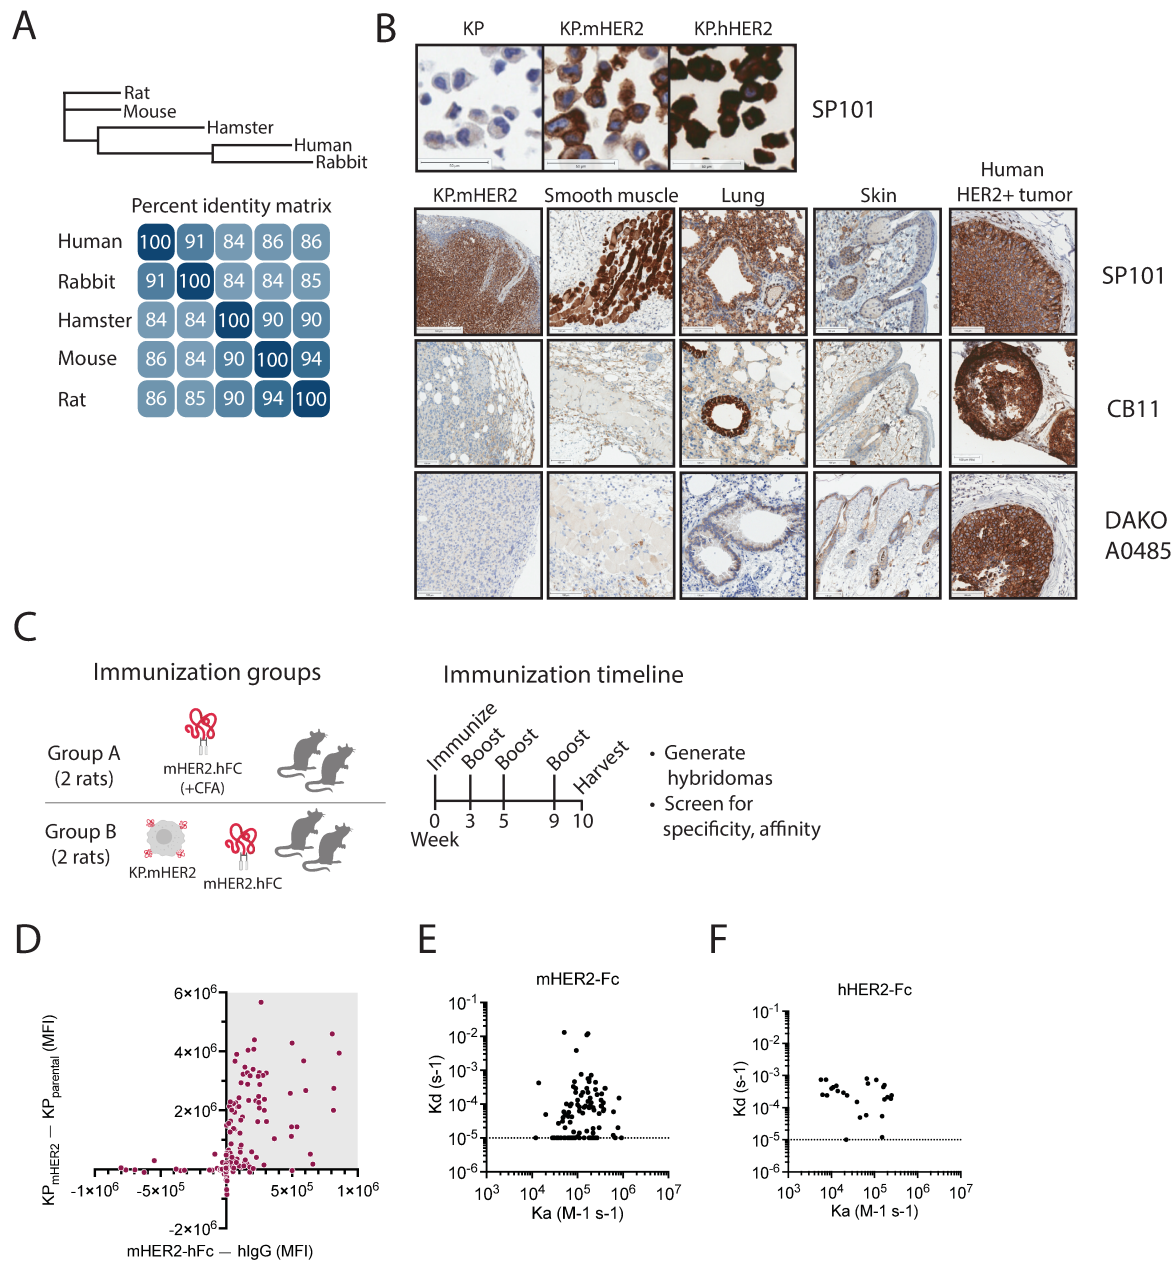 A
Rat
Mouse
Hamster
Human
Rabbit
Percent identity matrix
Human 100 91 84 86 86
Rabbit 91 100 84 84 85
Hamster 84 84 100 90 90
Mouse 86 84 90 100 94
Rat 86 85 90 94 100
B
KP KP.mHER2 KP.hHER2
SP101
KP.mHER2 Smooth muscle Lung Skin Human HER2+ tumor
SP101
CB11
DAKO
A0485
C
Immunization groups
Group A
(2 rats)
mHER2.hFC
(+CFA)
Group B
(2 rats)
KP.mHER2
mHER2.hFC
Immunization timeline
Immunize
Boost
Boost
Boost
Harvest
0 3 5 9 10
Week
• Generate
hybridomas
• Screen for
specificity, affinity
D
KPmHER2 — KPparental (MFI)
6×10⁶
4×10⁶
2×10⁶
-2×10⁶
-1×10⁶ -5×10⁵ 5×10⁵ 1×10⁶
mHER2-hFc — hIgG (MFI)
E
mHER2-Fc
Kd (s-1)
10⁻¹
10⁻²
10⁻³
10⁻⁴
10⁻⁵
10⁻⁶
10³ 10⁴ 10⁵ 10⁶ 10⁷
Ka (M-1 s-1)
F
hHER2-Fc
Kd (s-1)
10⁻¹
10⁻²
10⁻³
10⁻⁴
10⁻⁵
10⁻⁶
10³ 10⁴ 10⁵ 10⁶ 10⁷
Ka (M-1 s-1)